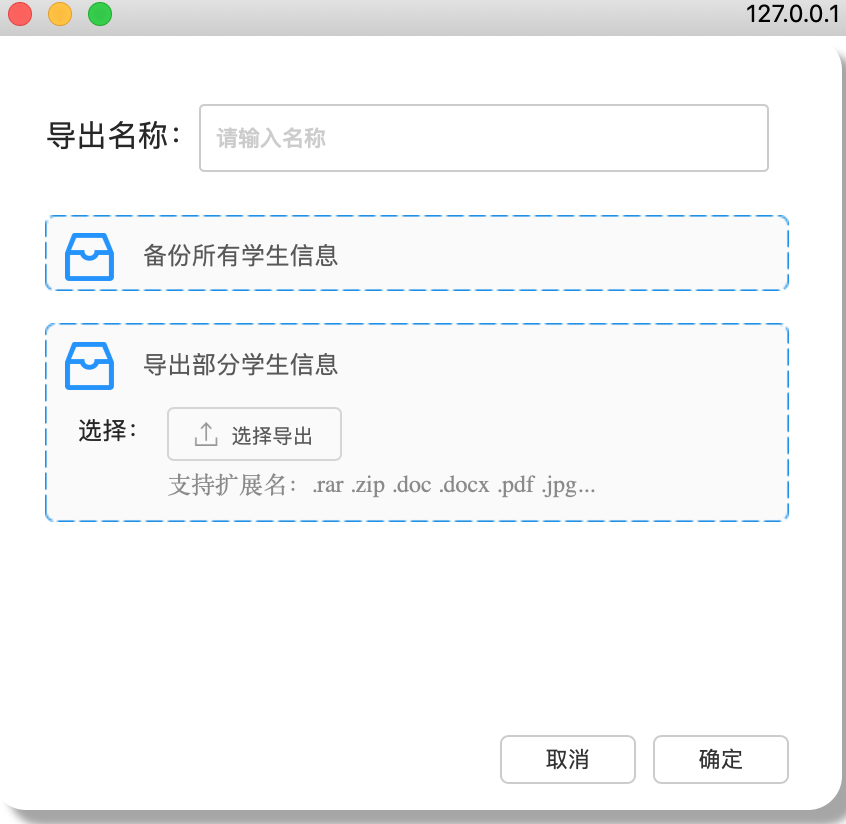 127.0.0.1
导出名称：
请输入名称
备份所有学生信息
导出部分学生信息
选择：
选择导出
支持扩展名：.rar .zip .doc .docx .pdf .jpg...
取消
确定